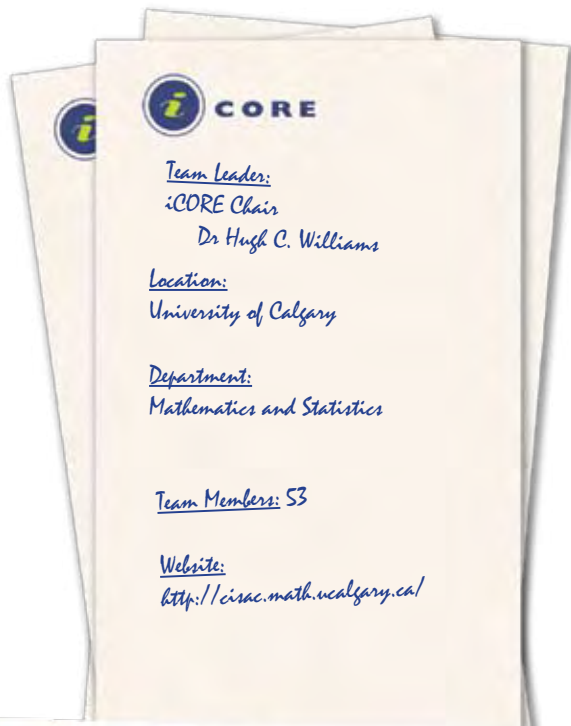 i CORE
Team Leader:
iCORE Chair
Dr Hugh C. Williams
Location:
University of Calgary
Department:
Mathematics and Statistics
Team Members: 53
Website:
http://cisac.math.ucalgary.ca/